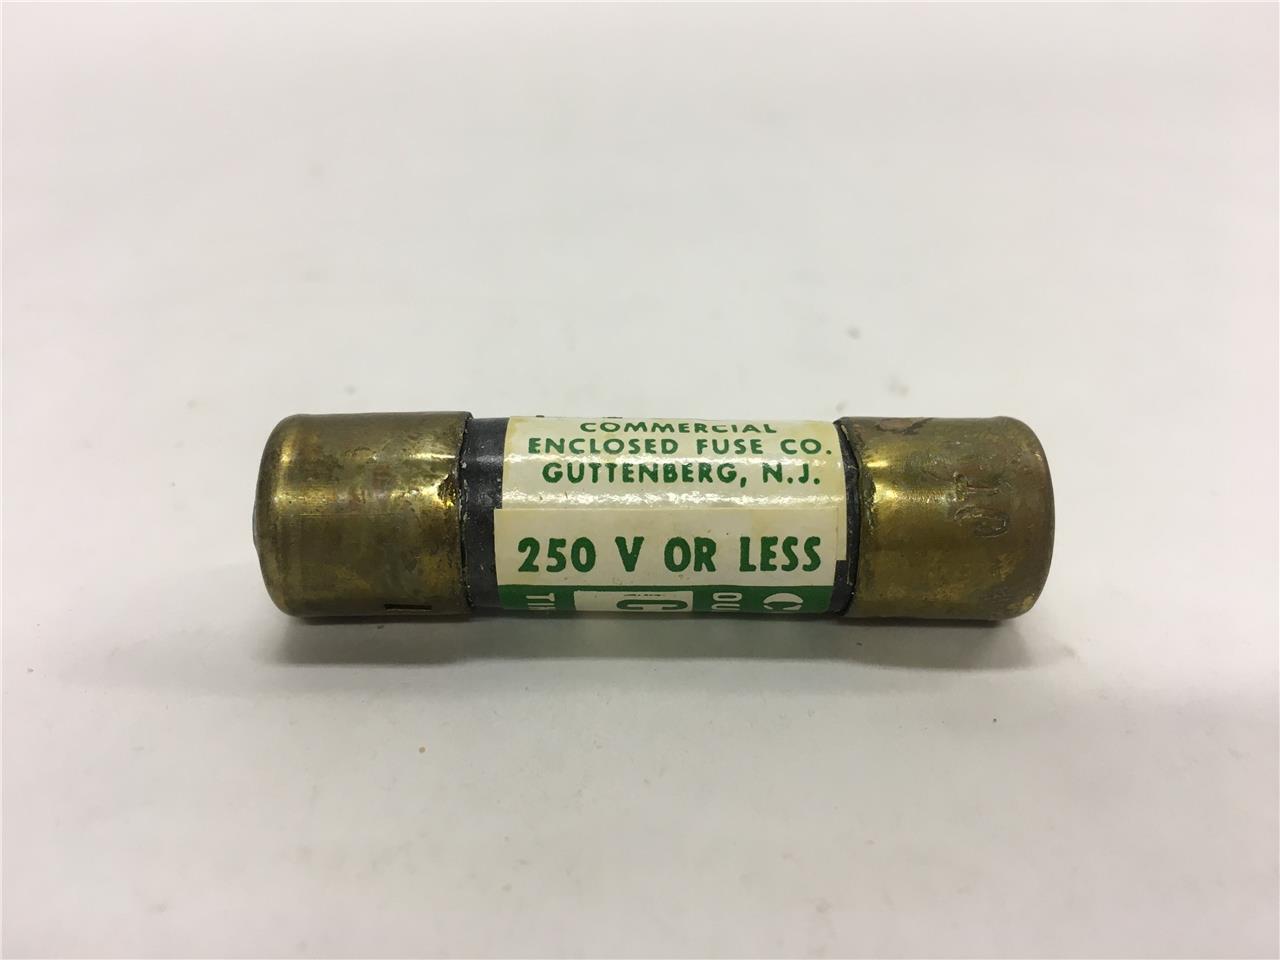 COMMERCIAL
ENCLOSED FUSE CO.
GUTTENBERG, N.J.
250 V OR LESS